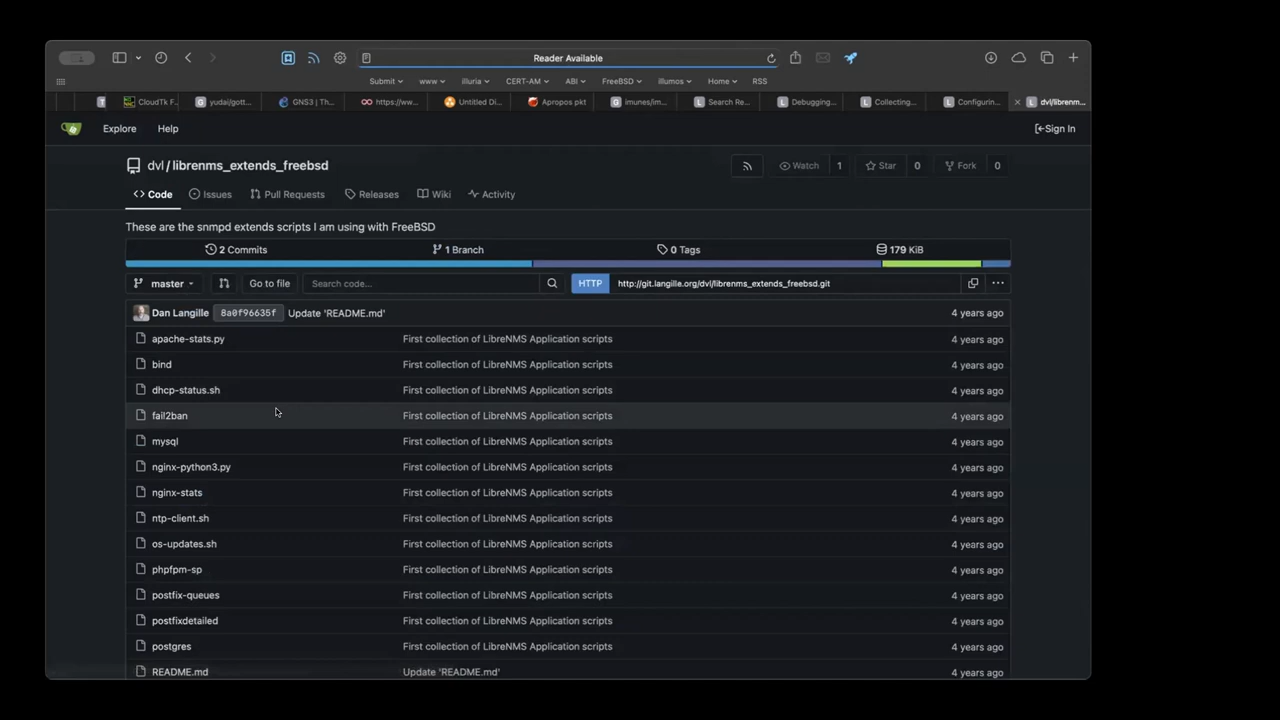 Reader Available
Submit www illuria CERT-AM ABI FreeBSD illumos Home RSS
T CloudTk F... yudai/gott... GNS3 | Th... https://ww... Untitled Di... Apropos pkt imunes/im... Search Re... Debugging... Collecting... Configurin... dvl/librenm...
Explore Help Sign In
dvl / librenms_extends_freebsd Watch 1 Star 0 Fork 0
Code Issues Pull Requests Releases Wiki Activity
These are the snmpd extends scripts I am using with FreeBSD
2 Commits 1 Branch 0 Tags 179 KiB
master Go to file Search code... HTTP http://git.langille.org/dvl/librenms_extends_freebsd.git
Dan Langille 8a0f96635f Update 'README.md' 4 years ago
apache-stats.py First collection of LibreNMS Application scripts 4 years ago
bind First collection of LibreNMS Application scripts 4 years ago
dhcp-status.sh First collection of LibreNMS Application scripts 4 years ago
fail2ban First collection of LibreNMS Application scripts 4 years ago
mysql First collection of LibreNMS Application scripts 4 years ago
nginx-python3.py First collection of LibreNMS Application scripts 4 years ago
nginx-stats First collection of LibreNMS Application scripts 4 years ago
ntp-client.sh First collection of LibreNMS Application scripts 4 years ago
os-updates.sh First collection of LibreNMS Application scripts 4 years ago
phpfpm-sp First collection of LibreNMS Application scripts 4 years ago
postfix-queues First collection of LibreNMS Application scripts 4 years ago
postfixdetailed First collection of LibreNMS Application scripts 4 years ago
postgres First collection of LibreNMS Application scripts 4 years ago
README.md Update 'README.md' 4 years ago